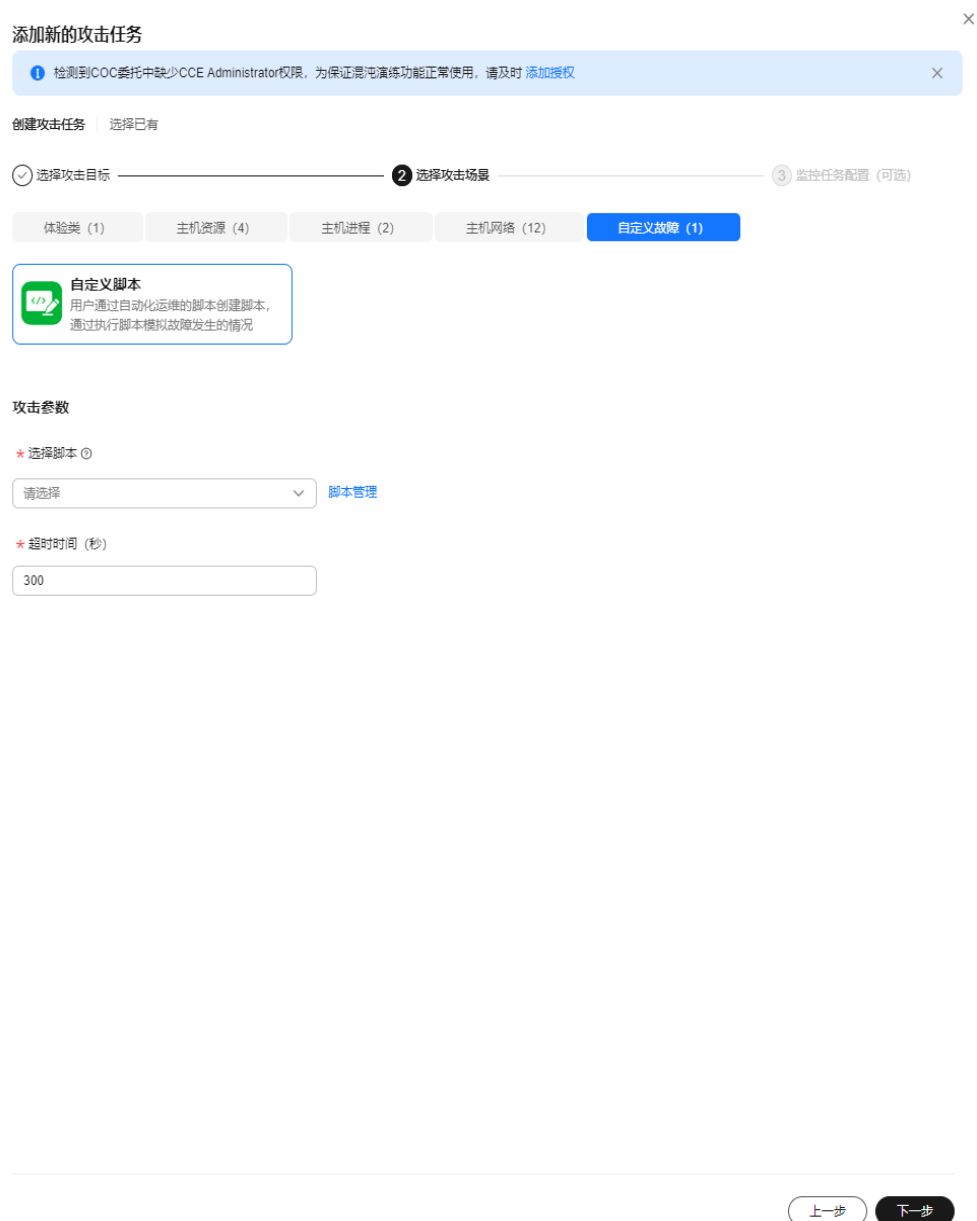 添加新的攻击任务
检测到COC委托中缺少CCE Administrator权限，为保证混沌演练功能正常使用，请及时 添加授权
创建攻击任务 选择已有
选择攻击目标 2 选择攻击场景 3 监控任务配置（可选）
体验类（1） 主机资源（4） 主机进程（2） 主机网络（12） 自定义故障（1）
自定义脚本
用户通过自动化运维的脚本创建脚本，
通过执行脚本模拟故障发生的情况
攻击参数
* 选择脚本
请选择 脚本管理
* 超时时间（秒）
300
上一步 下一步